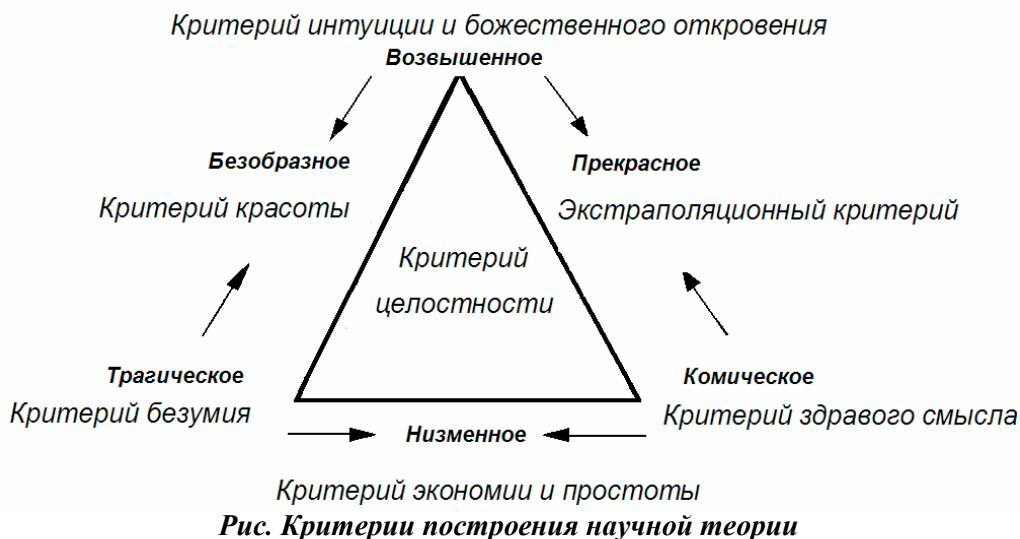 Критерий интуиции и божественного откровения
Возвышенное
Безобразное
Прекрасное
Критерий красоты
Экстраполяционный критерий
Критерий
целостности
Трагическое
Комическое
Критерий безумия
Критерий здравого смысла
Низменное
Критерий экономии и простоты
Рис. Критерии построения научной теории